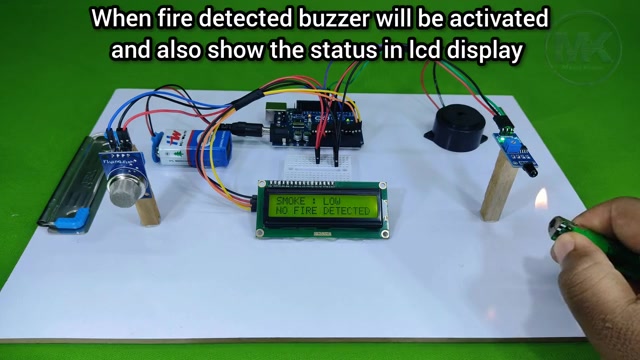 When fire detected buzzer will be activated
and also show the status in lcd display
MK
SMOKE : LOW
NO FIRE DETECTED